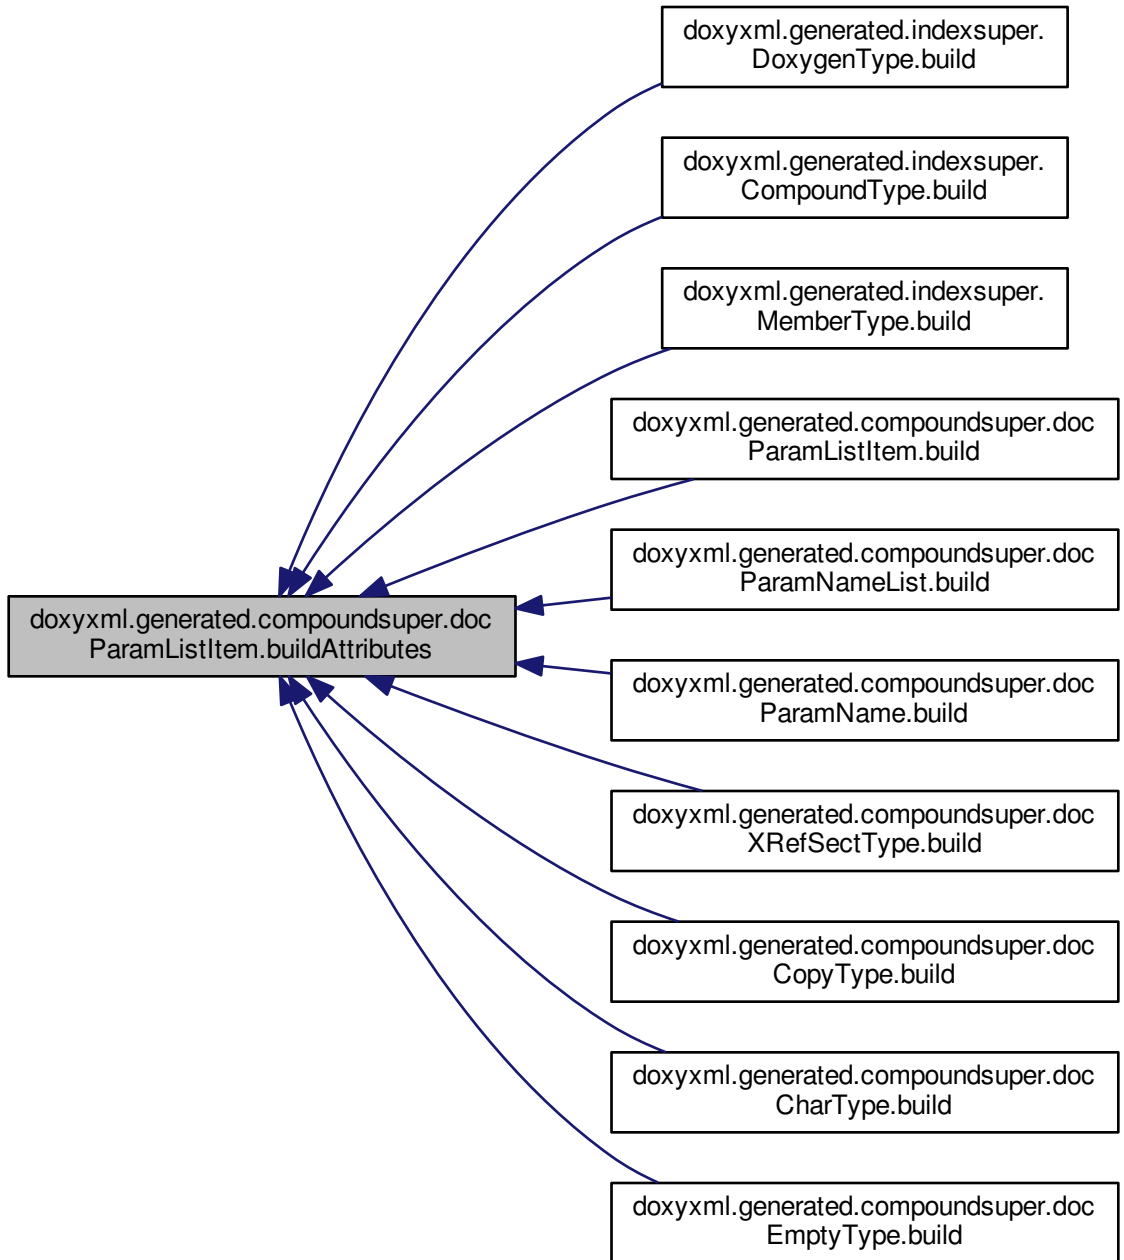 doxyxml.generated.indexsuper.
DoxygenType.build
doxyxml.generated.indexsuper.
CompoundType.build
doxyxml.generated.indexsuper.
MemberType.build
doxyxml.generated.compoundsuper.doc
ParamListItem.build
doxyxml.generated.compoundsuper.doc
ParamNameList.build
doxyxml.generated.compoundsuper.doc
ParamListItem.buildAttributes
doxyxml.generated.compoundsuper.doc
ParamName.build
doxyxml.generated.compoundsuper.doc
XRefSectType.build
doxyxml.generated.compoundsuper.doc
CopyType.build
doxyxml.generated.compoundsuper.doc
CharType.build
doxyxml.generated.compoundsuper.doc
EmptyType.build